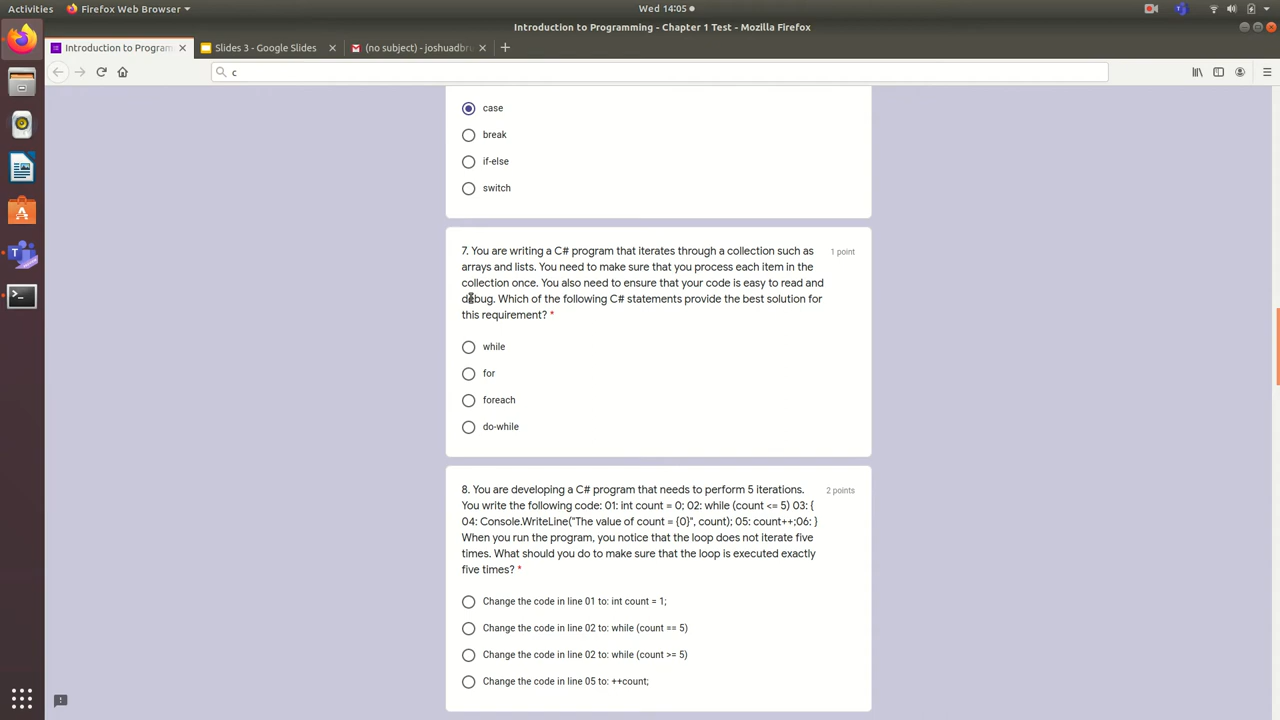 Activities
Firefox Web Browser
Wed 14:05
Introduction to Programming - Chapter 1 Test - Mozilla Firefox
Introduction to Program
Slides 3 - Google Slides
(no subject) - joshuadbru
c
case
break
if-else
switch
7. You are writing a C# program that iterates through a collection such as
1 point
arrays and lists. You need to make sure that you process each item in the
collection once. You also need to ensure that your code is easy to read and
debug. Which of the following C# statements provide the best solution for
this requirement? *
while
for
foreach
do-while
8. You are developing a C# program that needs to perform 5 iterations.
2 points
You write the following code: 01: int count = 0; 02: while (count <= 5) 03: {
04: Console.WriteLine("The value of count = {0}", count); 05: count++;06: }
When you run the program, you notice that the loop does not iterate five
times. What should you do to make sure that the loop is executed exactly
five times? *
Change the code in line 01 to: int count = 1;
Change the code in line 02 to: while (count == 5)
Change the code in line 02 to: while (count >= 5)
Change the code in line 05 to: ++count;